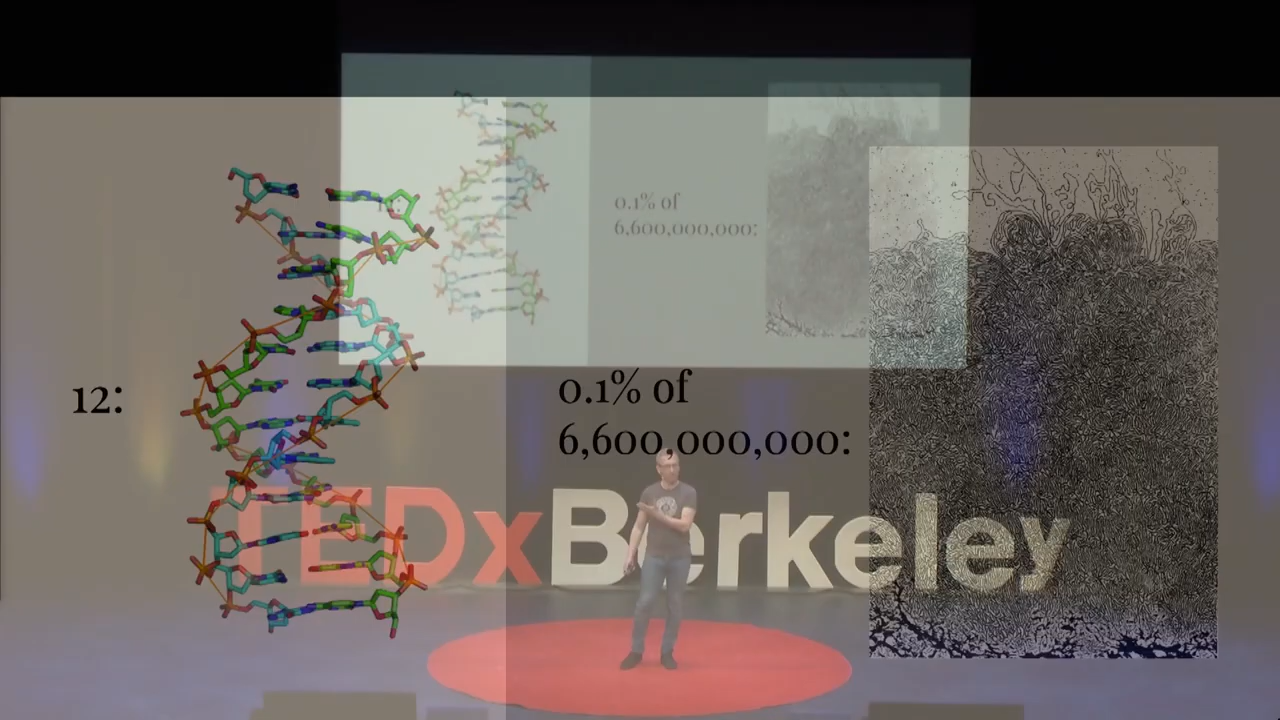 0.1% of
6,600,000,000:
12:
0.1% of
6,600,000,000:
TEDxBerkeley